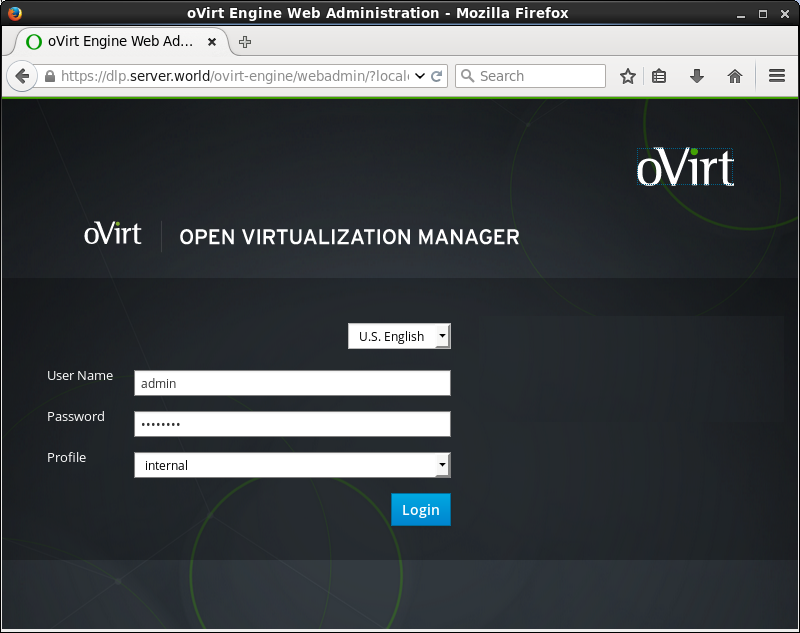 oVirt Engine Web Administration - Mozilla Firefox
oVirt Engine Web Ad...
https://dlp.server.world/ovirt-engine/webadmin/?local
Search
oVirt
oVirt
OPEN VIRTUALIZATION MANAGER
U.S. English
User Name
admin
Password
••••••••
Profile
internal
Login